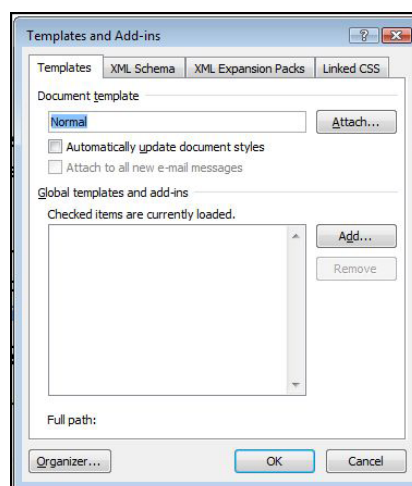 Templates and Add-ins
Templates XML Schema XML Expansion Packs Linked CSS
Document template
Normal Attach...
Automatically update document styles
Attach to all new e-mail messages
Global templates and add-ins
Checked items are currently loaded.
Add...
Remove
Full path:
Organizer... OK Cancel